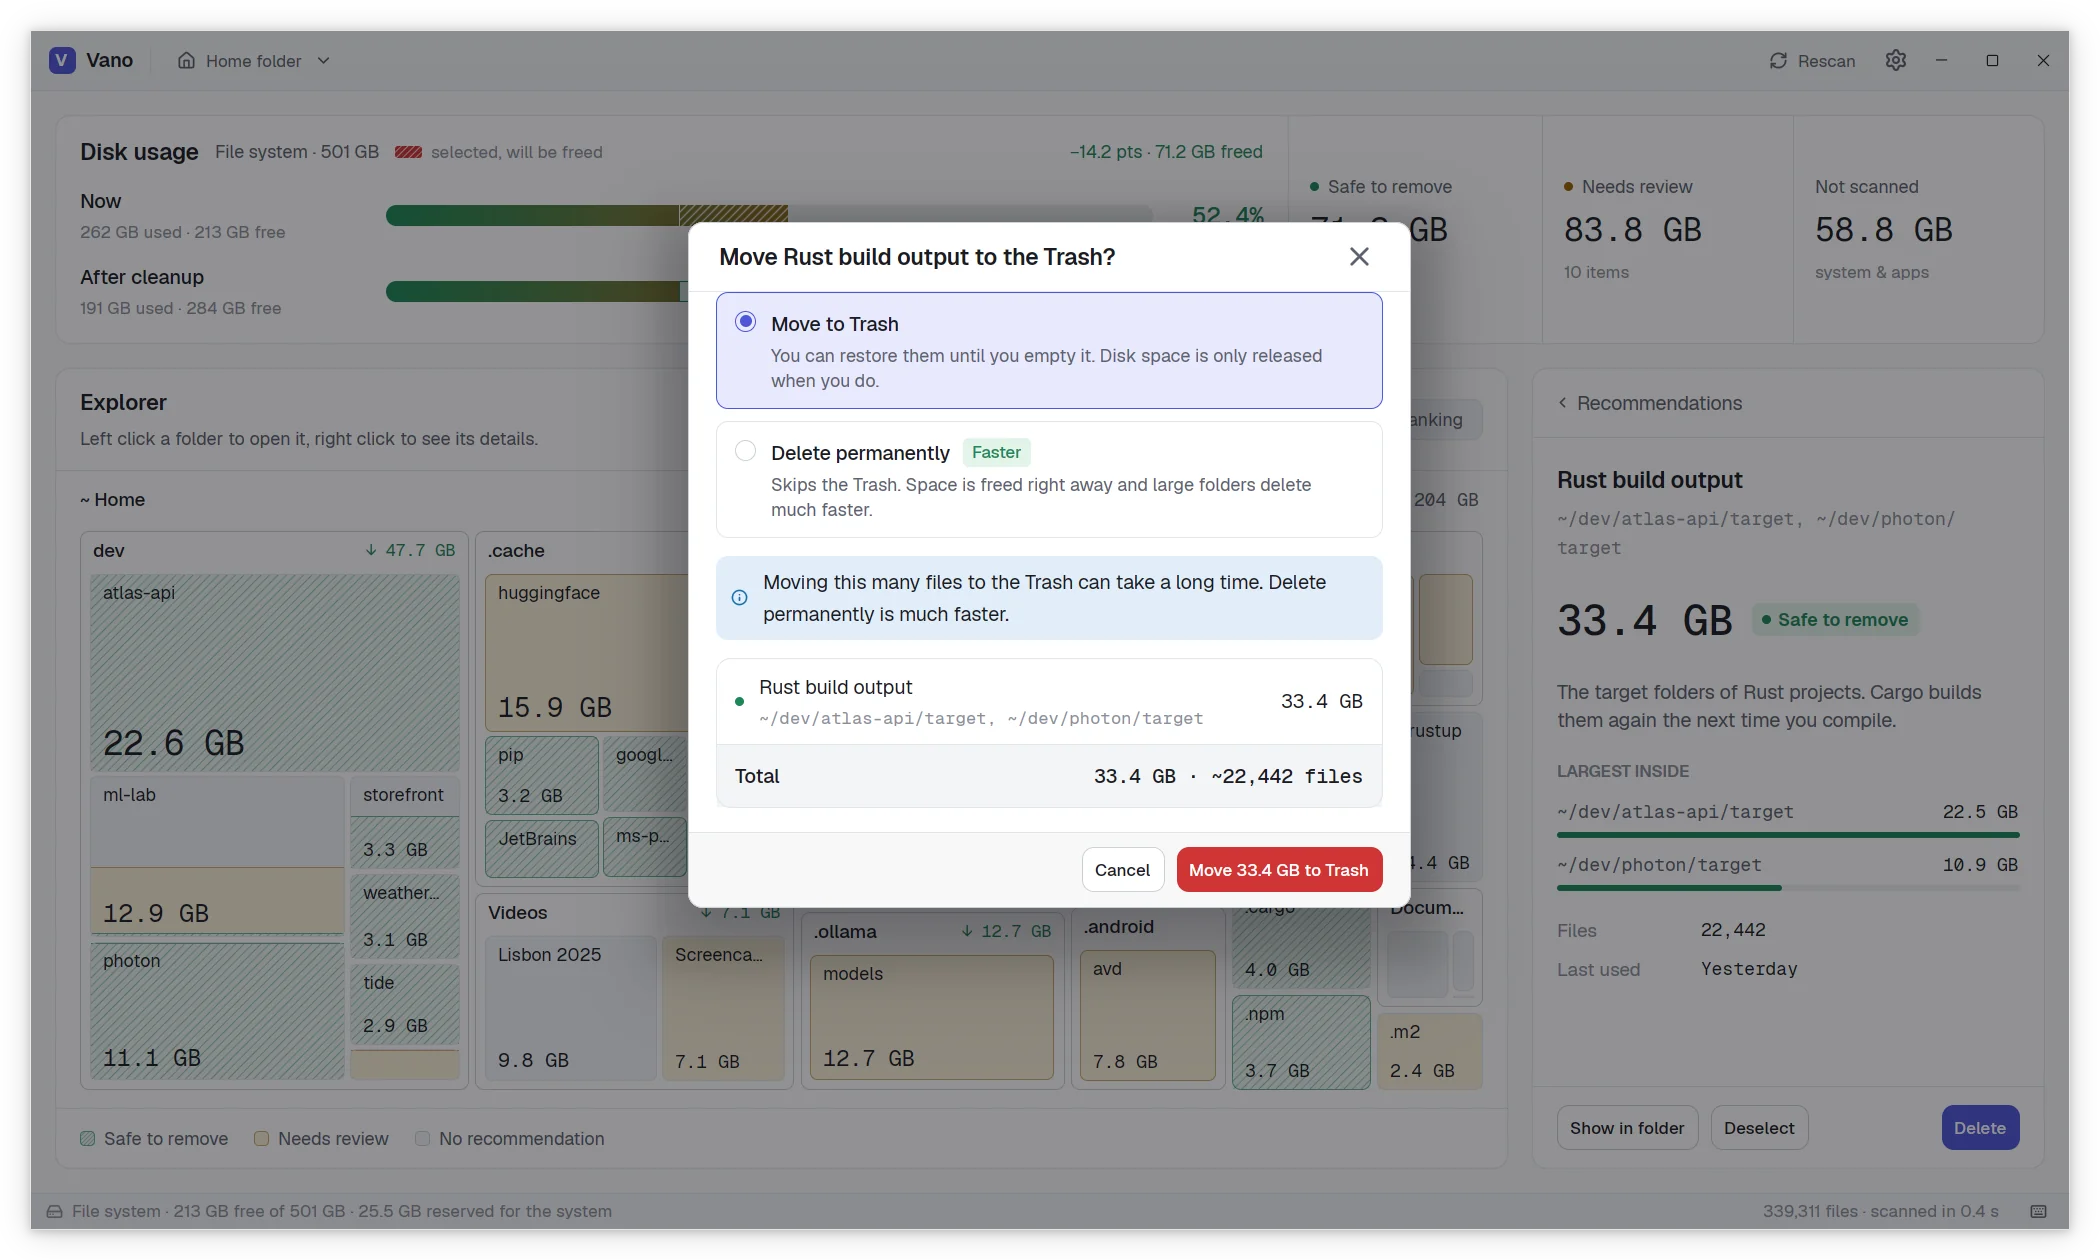 V Vano
Home folder
Rescan
Disk usage File system · 501 GB selected, will be freed
−14.2 pts · 71.2 GB freed
Now
262 GB used · 213 GB free
52.4%
After cleanup
191 GB used · 284 GB free
Safe to remove
GB
Needs review
83.8 GB
10 items
Not scanned
58.8 GB
system & apps
Move Rust build output to the Trash?
Move to Trash
You can restore them until you empty it. Disk space is only released
when you do.
Delete permanently Faster
Skips the Trash. Space is freed right away and large folders delete
much faster.
Moving this many files to the Trash can take a long time. Delete
permanently is much faster.
Rust build output
~/dev/atlas-api/target, ~/dev/photon/target
33.4 GB
Total 33.4 GB · ~22,442 files
Cancel Move 33.4 GB to Trash
Explorer
Left click a folder to open it, right click to see its details.
~ Home
204 GB
dev ↓ 47.7 GB
atlas-api
22.6 GB
ml-lab
12.9 GB
storefront
3.3 GB
weather...
3.1 GB
photon
11.1 GB
tide
2.9 GB
.cache
huggingface
15.9 GB
pip
3.2 GB
googl...
JetBrains
ms-p...
Videos ↓ 7.1 GB
Lisbon 2025
9.8 GB
Screenca...
7.1 GB
.ollama ↓ 12.7 GB
models
12.7 GB
.android
avd
7.8 GB
rustup
4.4 GB
.cargo
4.0 GB
.npm
3.7 GB
Docum...
.m2
2.4 GB
Safe to remove Needs review No recommendation
Recommendations
Rust build output
~/dev/atlas-api/target, ~/dev/photon/
target
33.4 GB Safe to remove
The target folders of Rust projects. Cargo builds
them again the next time you compile.
LARGEST INSIDE
~/dev/atlas-api/target 22.5 GB
~/dev/photon/target 10.9 GB
Files 22,442
Last used Yesterday
Show in folder Deselect Delete
File system · 213 GB free of 501 GB · 25.5 GB reserved for the system
339,311 files · scanned in 0.4 s